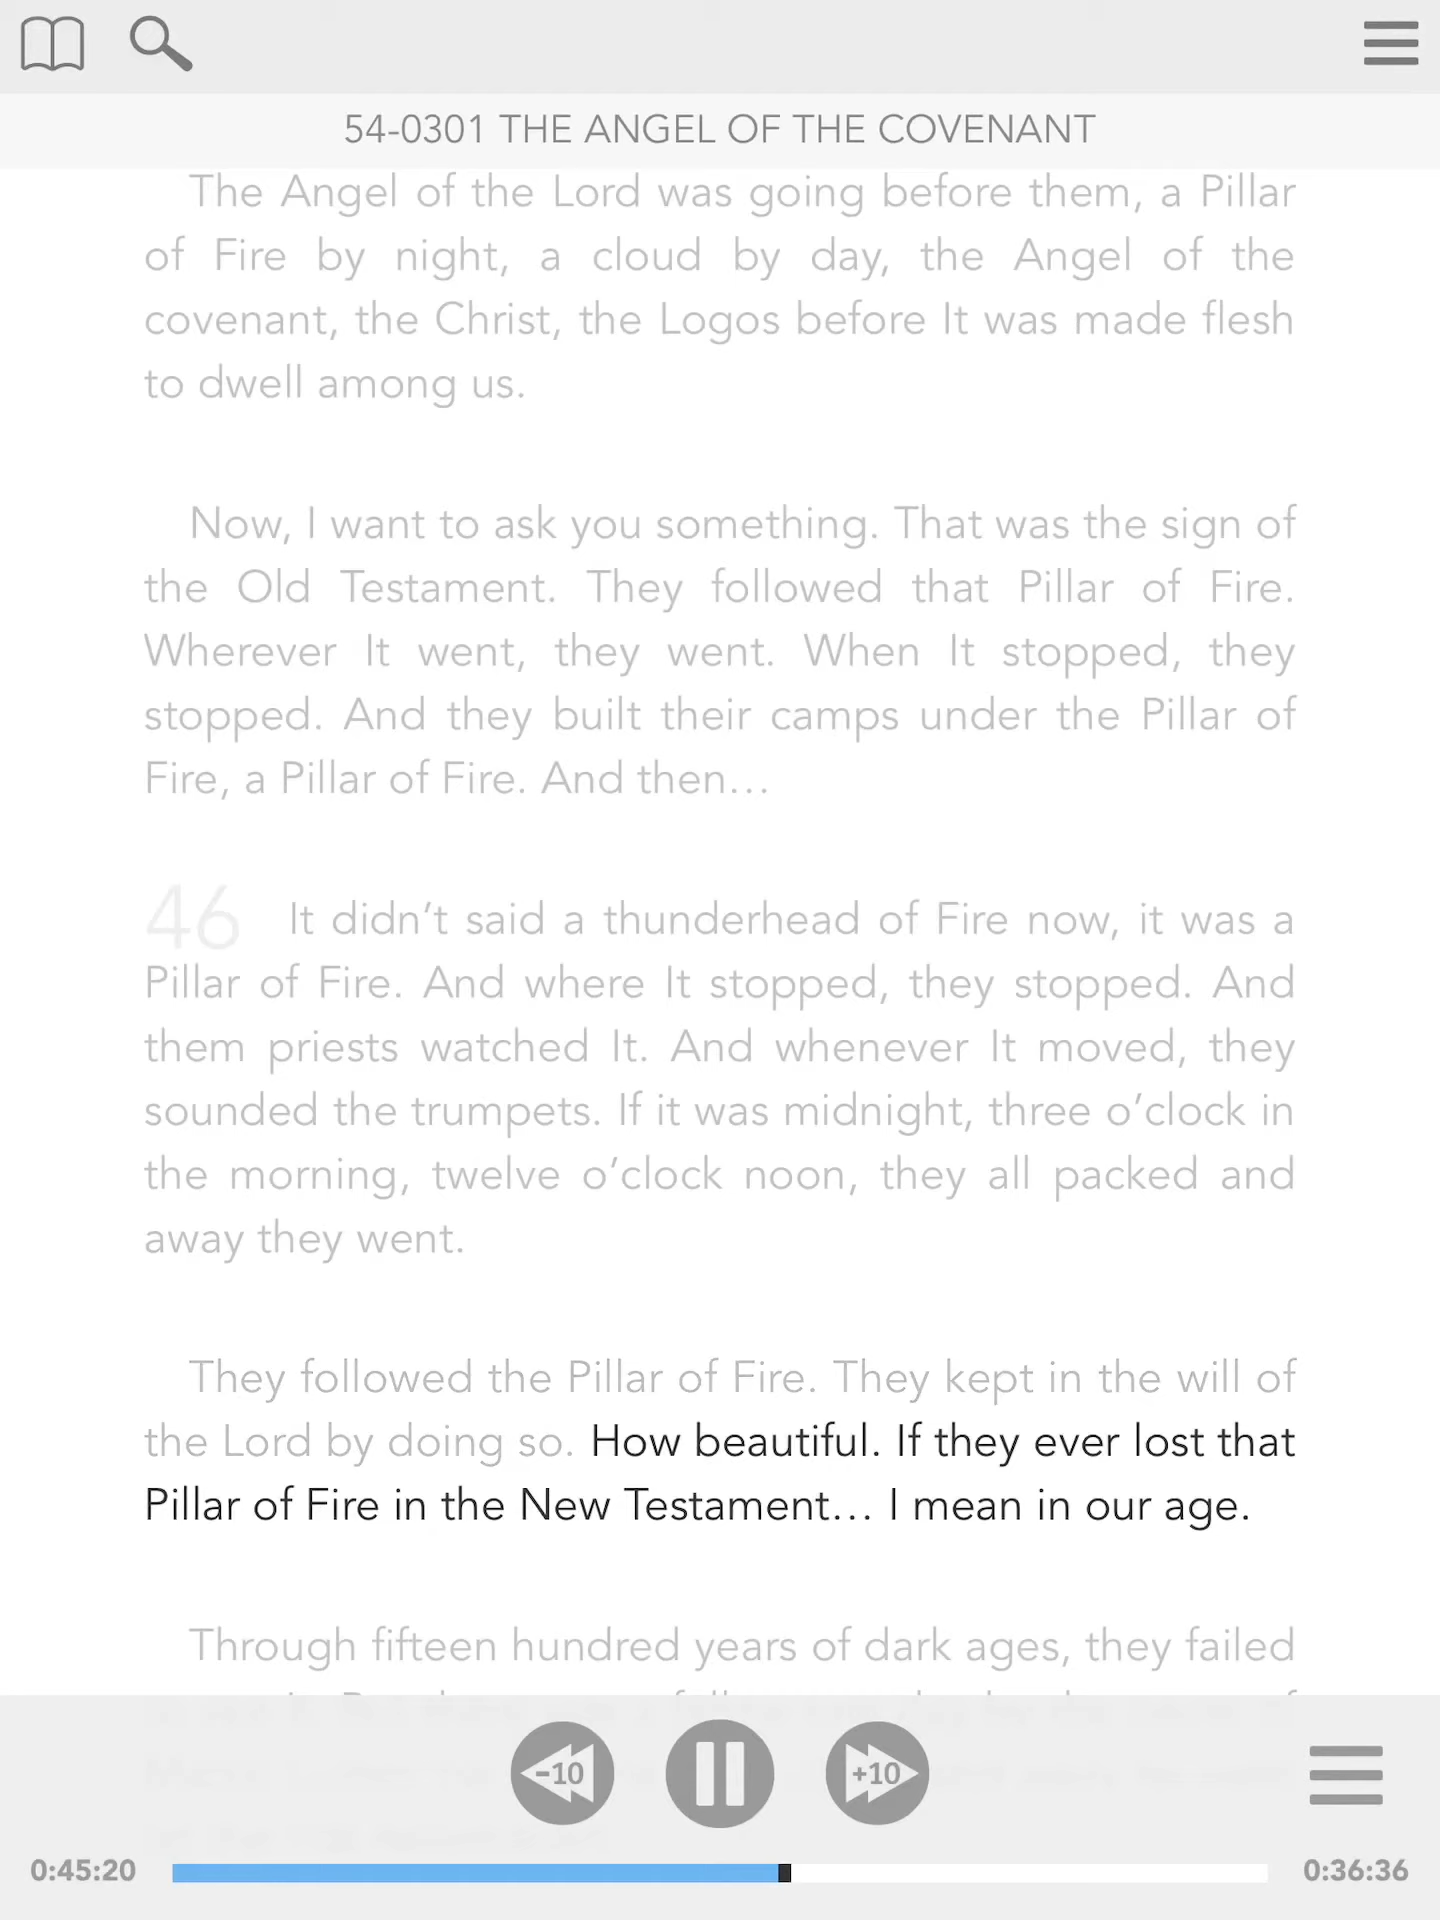 54-0301 THE ANGEL OF THE COVENANT
The Angel of the Lord was going before them, a Pillar
of Fire by night, a cloud by day, the Angel of the
covenant, the Christ, the Logos before It was made flesh
to dwell among us.
Now, I want to ask you something. That was the sign of
the Old Testament. They followed that Pillar of Fire.
Wherever It went, they went. When It stopped, they
stopped. And they built their camps under the Pillar of
Fire, a Pillar of Fire. And then…
46 It didn’t said a thunderhead of Fire now, it was a
Pillar of Fire. And where It stopped, they stopped. And
them priests watched It. And whenever It moved, they
sounded the trumpets. If it was midnight, three o’clock in
the morning, twelve o’clock noon, they all packed and
away they went.
They followed the Pillar of Fire. They kept in the will of
the Lord by doing so. How beautiful. If they ever lost that
Pillar of Fire in the New Testament… I mean in our age.
Through fifteen hundred years of dark ages, they failed
-10 +10
0:45:20 0:36:36